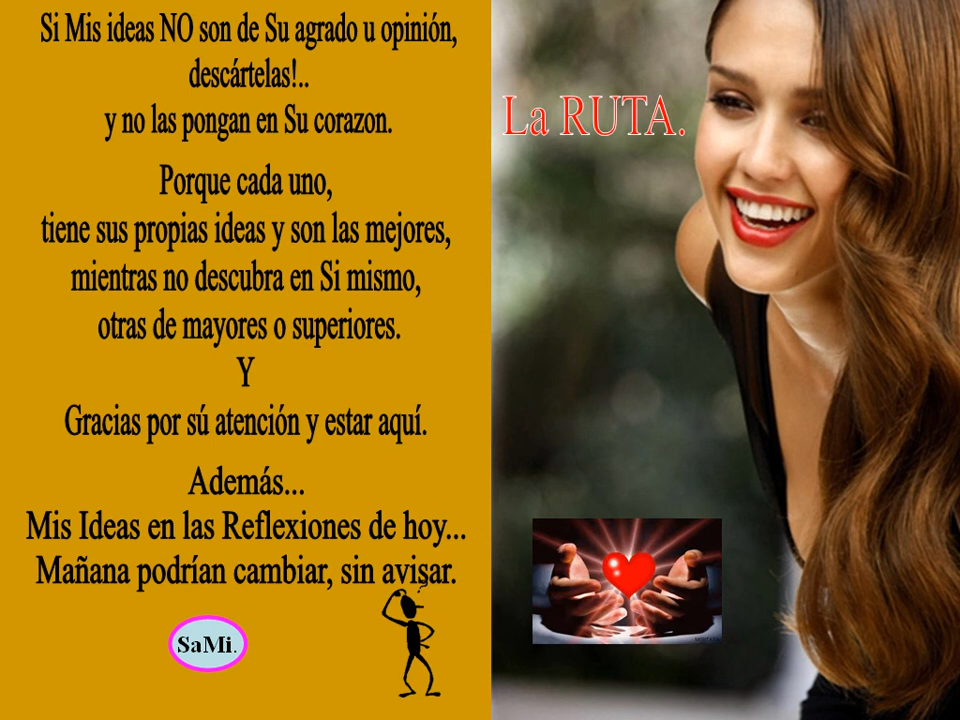 Si Mis ideas NO son de Su agrado u opinión,
descártelas!..
y no las pongan en Su corazon.
Porque cada uno,
tiene sus propias ideas y son las mejores,
mientras no descubra en Si mismo,
otras de mayores o superiores.
Y
Gracias por sú atención y estar aquí.
Además...
Mis Ideas en las Reflexiones de hoy...
Mañana podrían cambiar, sin avisar.
?
SaMi.
La RUTA.